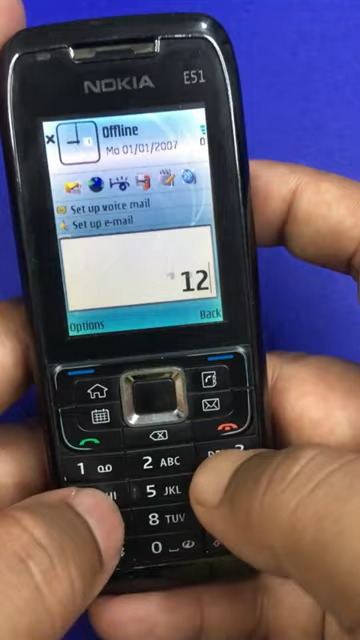 NOKIA E51
Offline
Mo 01/01/2007
Set up voice mail
Set up e-mail
12
Options Back
1
2 ABC
5 JKL
8 TUV
0